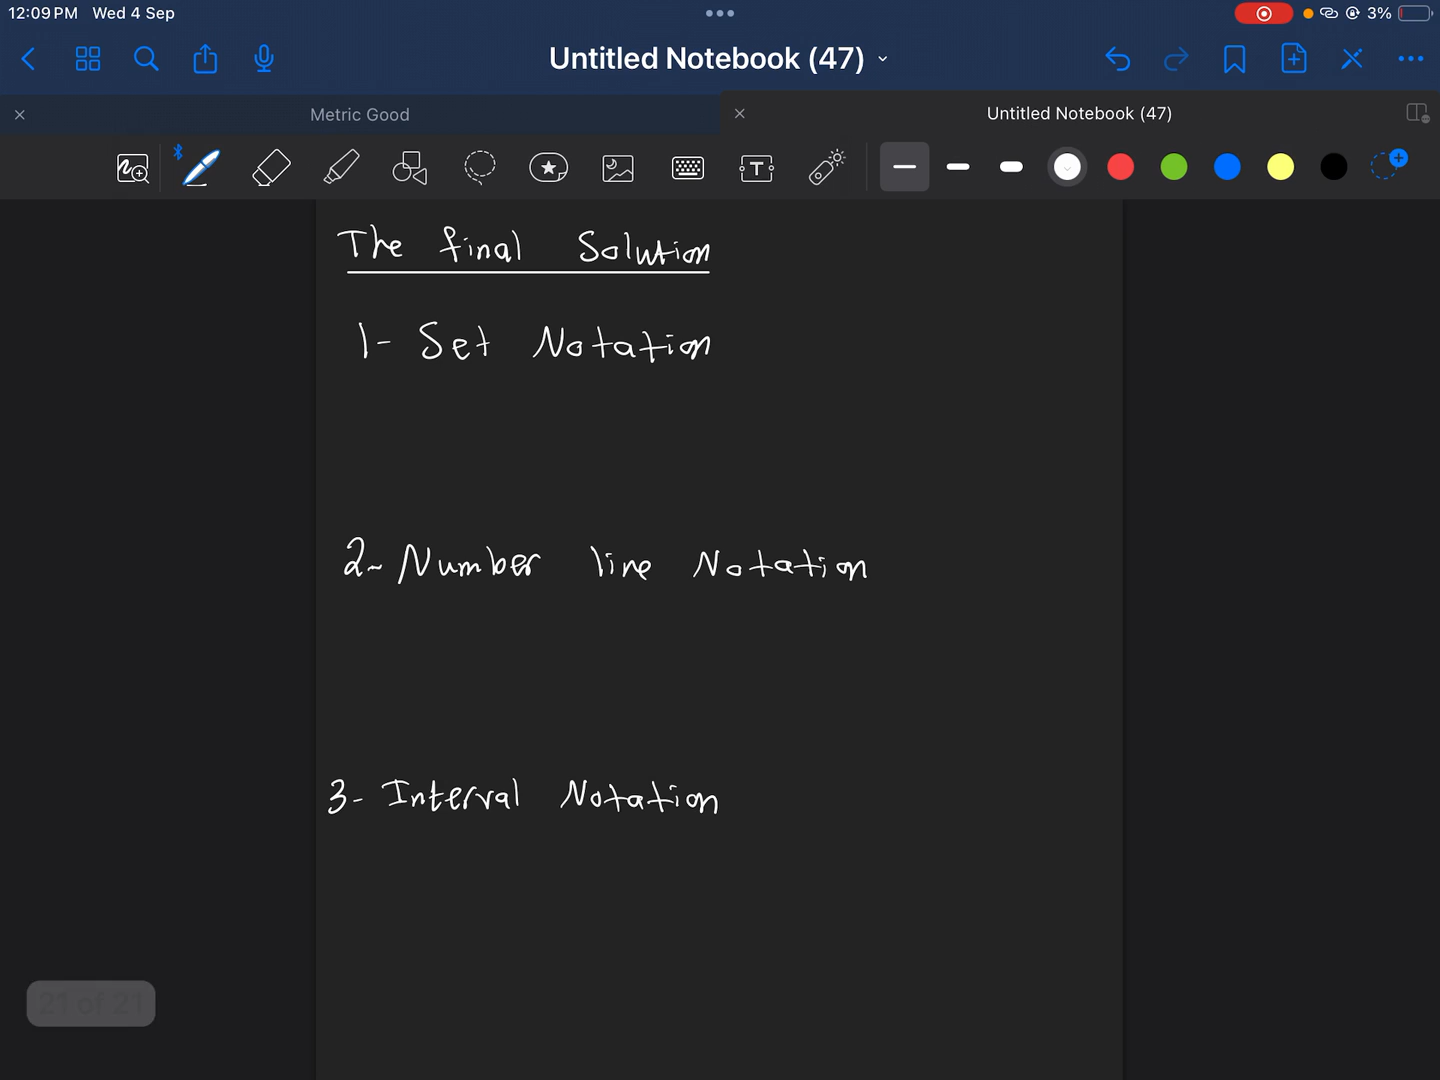 12:09 PM Wed 4 Sep 3%
Untitled Notebook (47)
Metric Good
Untitled Notebook (47)
T
The final Solution
1- Set Notation
2- Number line Notation
3- Interval Notation
21 of 21